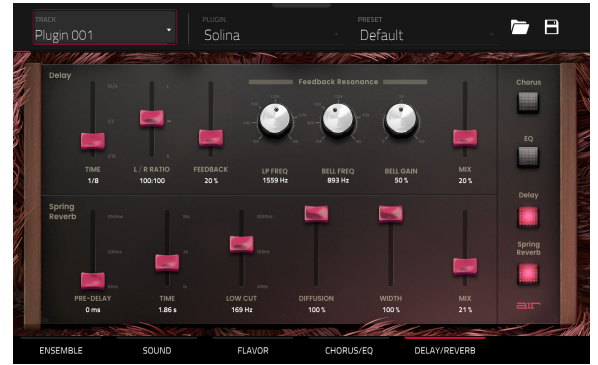 TRACK
Plugin 001
PLUGIN
Solina
PRESET
Default
Delay
Feedback Resonance
TIME
1/8
L / R RATIO
100:100
FEEDBACK
20 %
LP FREQ
1559 Hz
BELL FREQ
893 Hz
BELL GAIN
50 %
MIX
20 %
Chorus
EQ
Delay
Spring
Reverb
air
Spring
Reverb
PRE-DELAY
0 ms
TIME
1.86 s
LOW CUT
169 Hz
DIFFUSION
100 %
WIDTH
100 %
MIX
21 %
ENSEMBLE
SOUND
FLAVOR
CHORUS/EQ
DELAY/REVERB